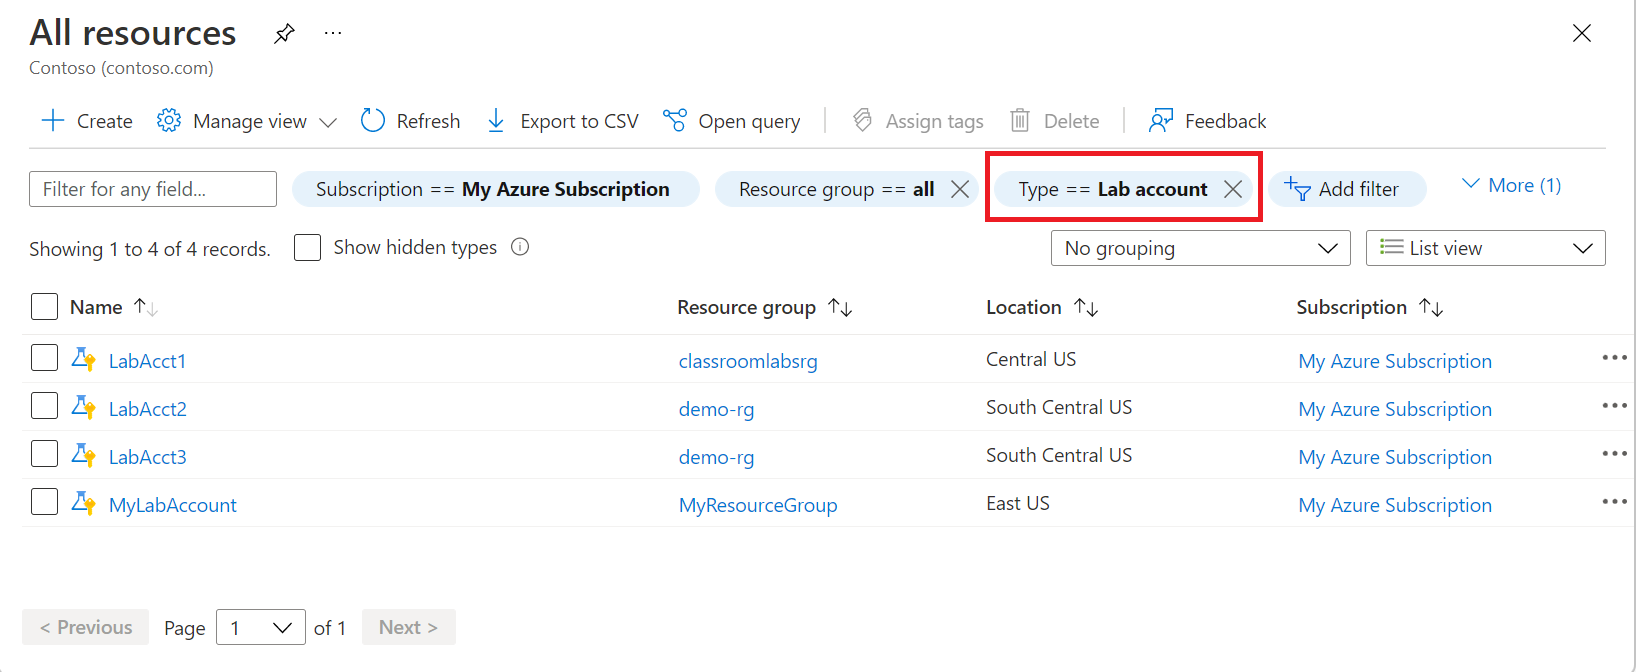 All resources
Contoso (contoso.com)
Create Manage view Refresh Export to CSV Open query Assign tags Delete Feedback
Filter for any field... Subscription == My Azure Subscription Resource group == all Type == Lab account Add filter More (1)
Showing 1 to 4 of 4 records. Show hidden types No grouping List view
Name Resource group Location Subscription
LabAcct1 classroomlabsrg Central US My Azure Subscription
LabAcct2 demo-rg South Central US My Azure Subscription
LabAcct3 demo-rg South Central US My Azure Subscription
MyLabAccount MyResourceGroup East US My Azure Subscription
< Previous Page 1 of 1 Next >